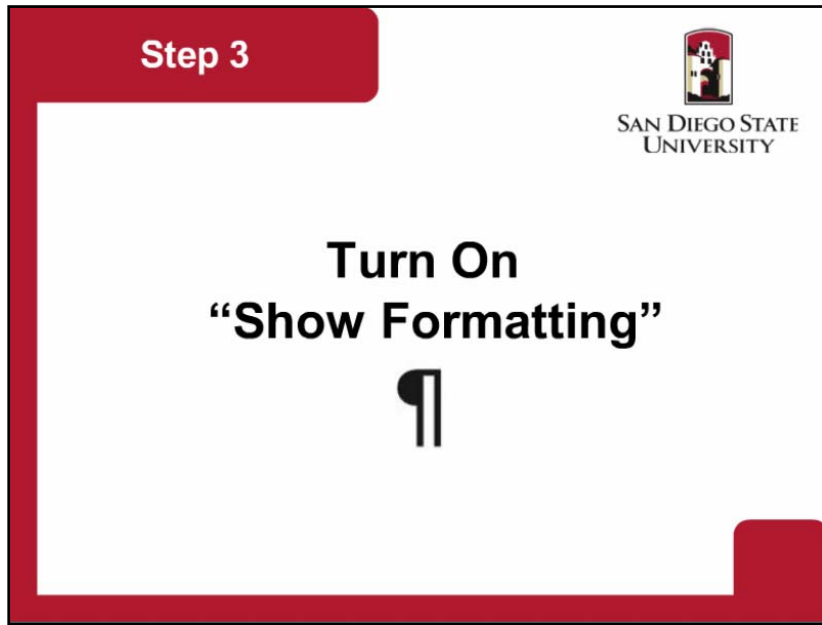 Step 3
SAN DIEGO STATE
UNIVERSITY
Turn On
“Show Formatting”
¶